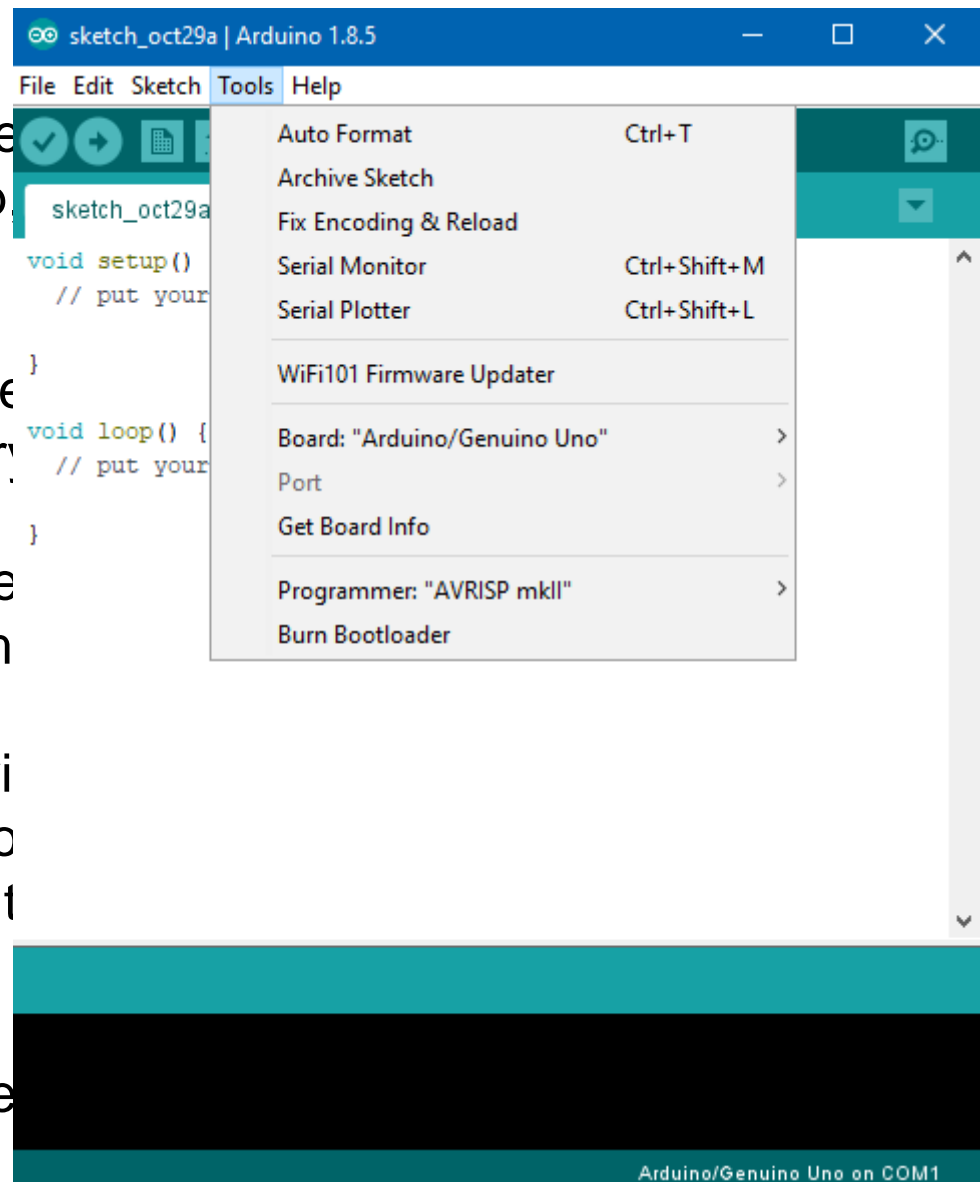 sketch_oct29a | Arduino 1.8.5
File Edit Sketch Tools Help
Auto Format Ctrl+T
Archive Sketch
sketch_oct29a
Fix Encoding & Reload
void setup()
Serial Monitor Ctrl+Shift+M
// put your
Serial Plotter Ctrl+Shift+L
}
WiFi101 Firmware Updater
void loop() {
Board: "Arduino/Genuino Uno"
// put your
Port
Get Board Info
}
Programmer: "AVRISP mkII"
Burn Bootloader
Arduino/Genuino Uno on COM1